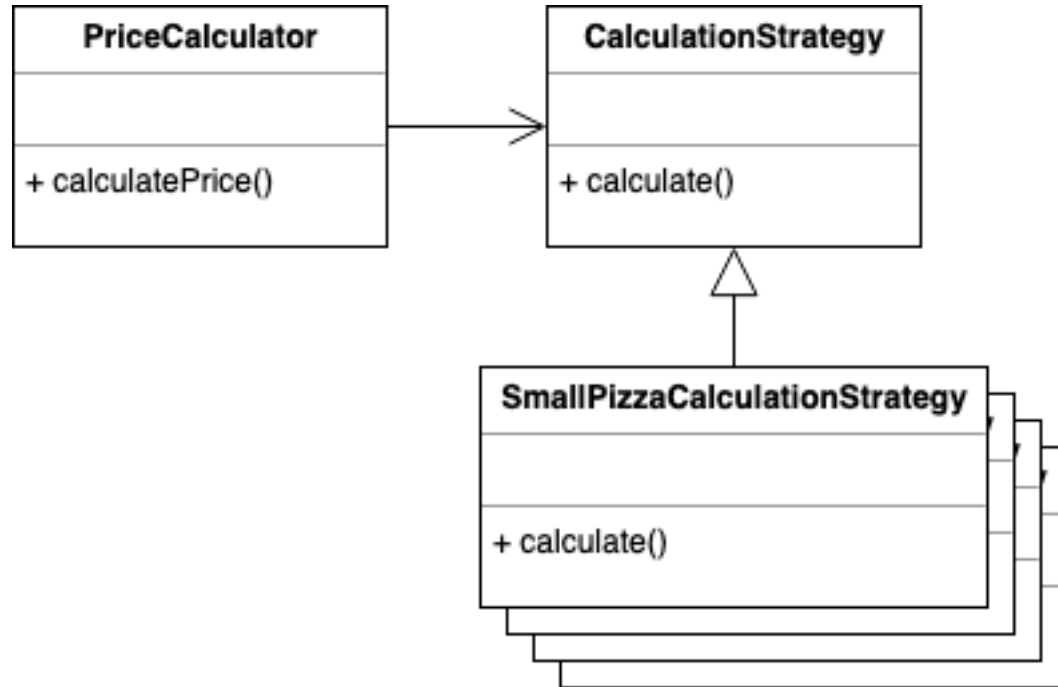 PriceCalculator
+ calculatePrice()
CalculationStrategy
+ calculate()
SmallPizzaCalculationStrategy
+ calculate()